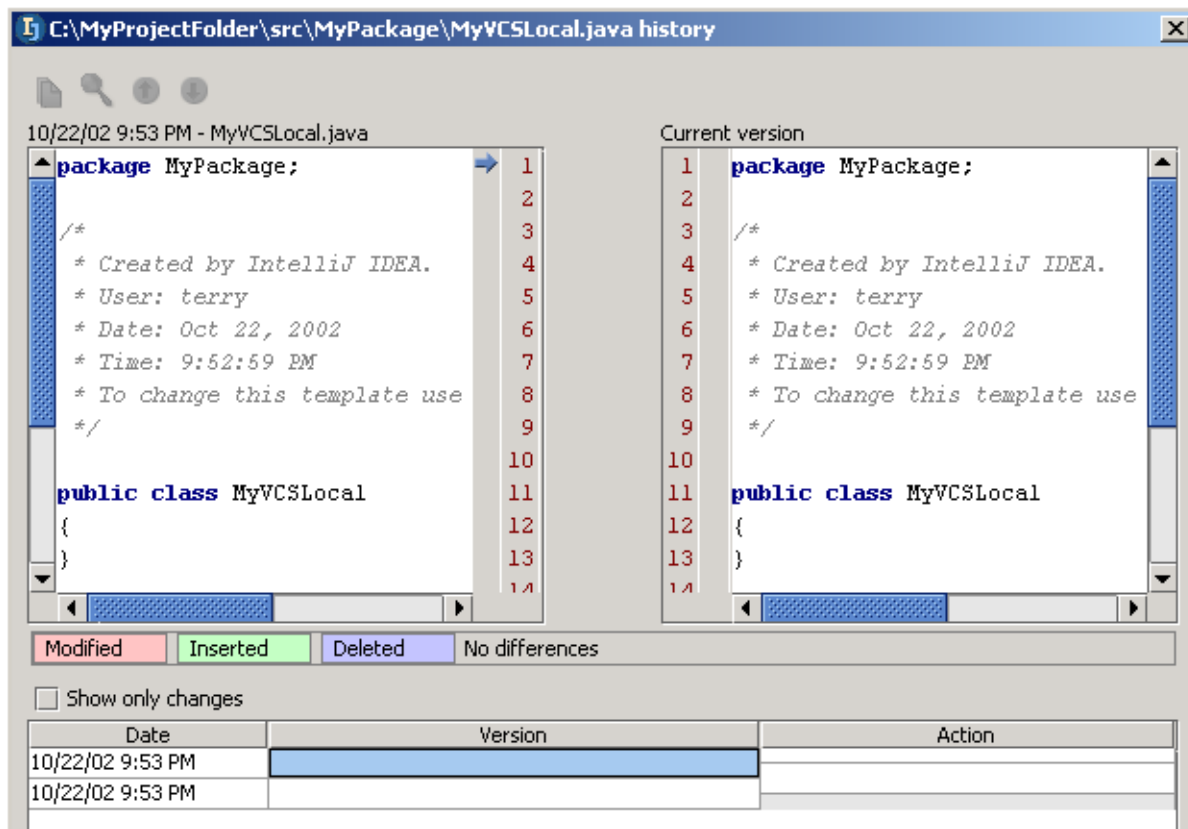 C:\MyProjectFolder\src\MyPackage\MyVCSLocal.java history
10/22/02 9:53 PM - MyVCSLocal.java
package MyPackage; 1
2
/* 3
* Created by IntelliJ IDEA. 4
* User: terry 5
* Date: Oct 22, 2002 6
* Time: 9:52:59 PM 7
* To change this template use 8
*/ 9
10
public class MyVCSLocal 11
{ 12
} 13
14
Current version
1 package MyPackage;
2
3 /*
4 * Created by IntelliJ IDEA.
5 * User: terry
6 * Date: Oct 22, 2002
7 * Time: 9:52:59 PM
8 * To change this template use
9 */
10
11 public class MyVCSLocal
12 {
13 }
14
Modified Inserted Deleted No differences
Show only changes
Date Version Action
10/22/02 9:53 PM
10/22/02 9:53 PM